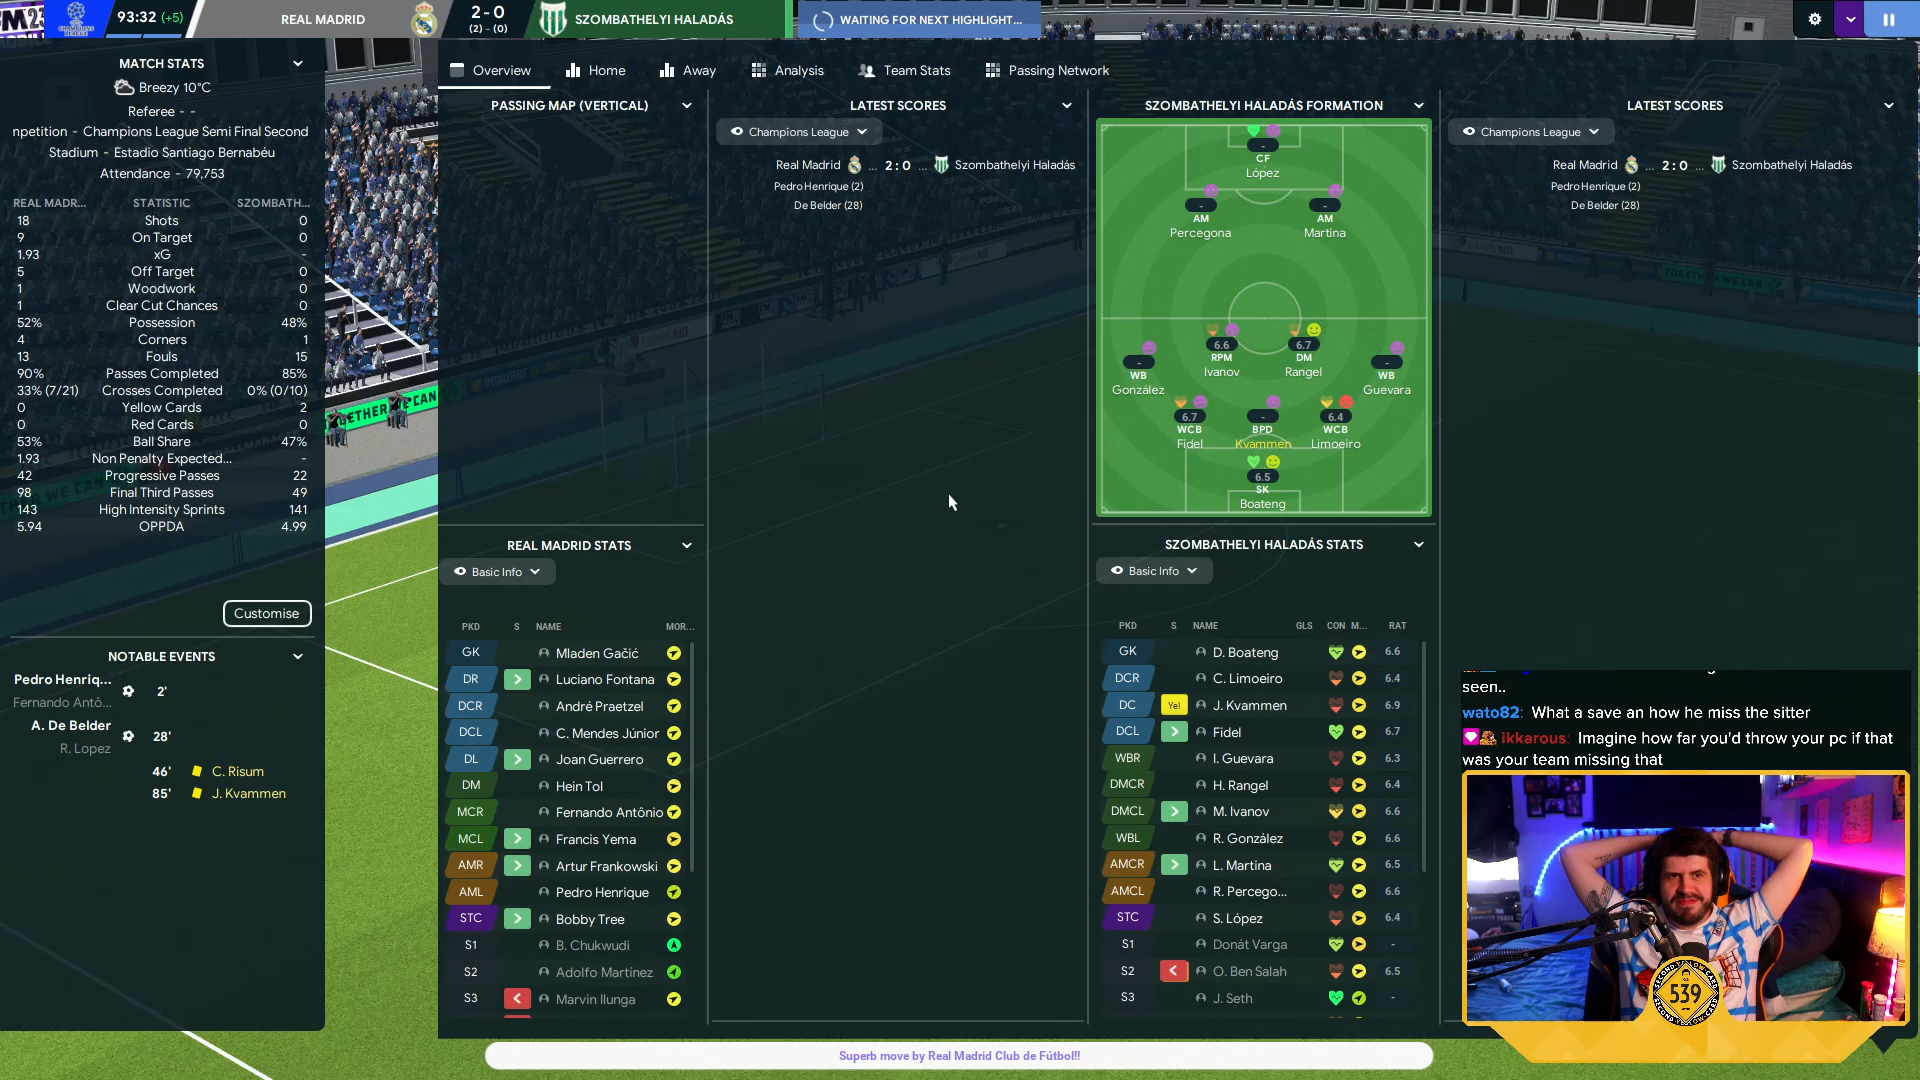 93:32 (+5)
REAL MADRID
2 - 0
(2) - (0)
SZOMBATHELYI HALADÁS
WAITING FOR NEXT HIGHLIGHT...
MATCH STATS
Breezy 10°C
Referee - -
npetition - Champions League Semi Final Second
Stadium - Estadio Santiago Bernabéu
Attendance - 79,753
REAL MADR... STATISTIC SZOMBATH...
18 Shots 0
9 On Target 0
1.93 xG -
5 Off Target 0
1 Woodwork 0
1 Clear Cut Chances 0
52% Possession 48%
4 Corners 1
13 Fouls 15
90% Passes Completed 85%
33% (7/21) Crosses Completed 0% (0/10)
0 Yellow Cards 2
0 Red Cards 0
53% Ball Share 47%
1.93 Non Penalty Expected... -
42 Progressive Passes 22
98 Final Third Passes 49
143 High Intensity Sprints 141
5.94 OPPDA 4.99
Customise
NOTABLE EVENTS
Pedro Henriq...
Fernando Antô...
2'
A. De Belder
R. Lopez
28'
46' C. Risum
85' J. Kvammen
Overview Home Away Analysis Team Stats Passing Network
PASSING MAP (VERTICAL)
LATEST SCORES
Champions League
Real Madrid ... 2 : 0 ... Szombathelyi Haladás
Pedro Henrique (2)
De Belder (28)
SZOMBATHELYI HALADÁS FORMATION
-
CF
López
- -
AM AM
Percegona Martina
6.6 6.7
RPM DM
Ivanov Rangel
- -
WB WB
González Guevara
6.7 - 6.4
WCB BPD WCB
Fidel Kvammen Limoeiro
6.5
SK
Boateng
LATEST SCORES
Champions League
Real Madrid ... 2 : 0 ... Szombathelyi Haladás
Pedro Henrique (2)
De Belder (28)
REAL MADRID STATS
Basic Info
PKD S NAME MOR...
GK Mladen Gačić
DR Luciano Fontana
DCR André Praetzel
DCL C. Mendes Júnior
DL Joan Guerrero
DM Hein Tol
MCR Fernando Antônio
MCL Francis Yema
AMR Artur Frankowski
AML Pedro Henrique
STC Bobby Tree
S1 B. Chukwudi
S2 Adolfo Martínez
S3 Marvin Ilunga
SZOMBATHELYI HALADÁS STATS
Basic Info
PKD S NAME GLS CON M... RAT
GK D. Boateng 6.6
DCR C. Limoeiro 6.4
DC Yel J. Kvammen 6.9
DCL Fidel 6.7
WBR I. Guevara 6.3
DMCR H. Rangel 6.4
DMCL M. Ivanov 6.6
WBL R. González 6.6
AMCR L. Martina 6.5
AMCL R. Percego... 6.6
STC S. López 6.4
S1 Donát Varga -
S2 O. Ben Salah 6.5
S3 J. Seth -
seen..
wato82: What a save an how he miss the sitter
ikkarous: Imagine how far you'd throw your pc if that
was your team missing that
539
Superb move by Real Madrid Club de Fútbol!!